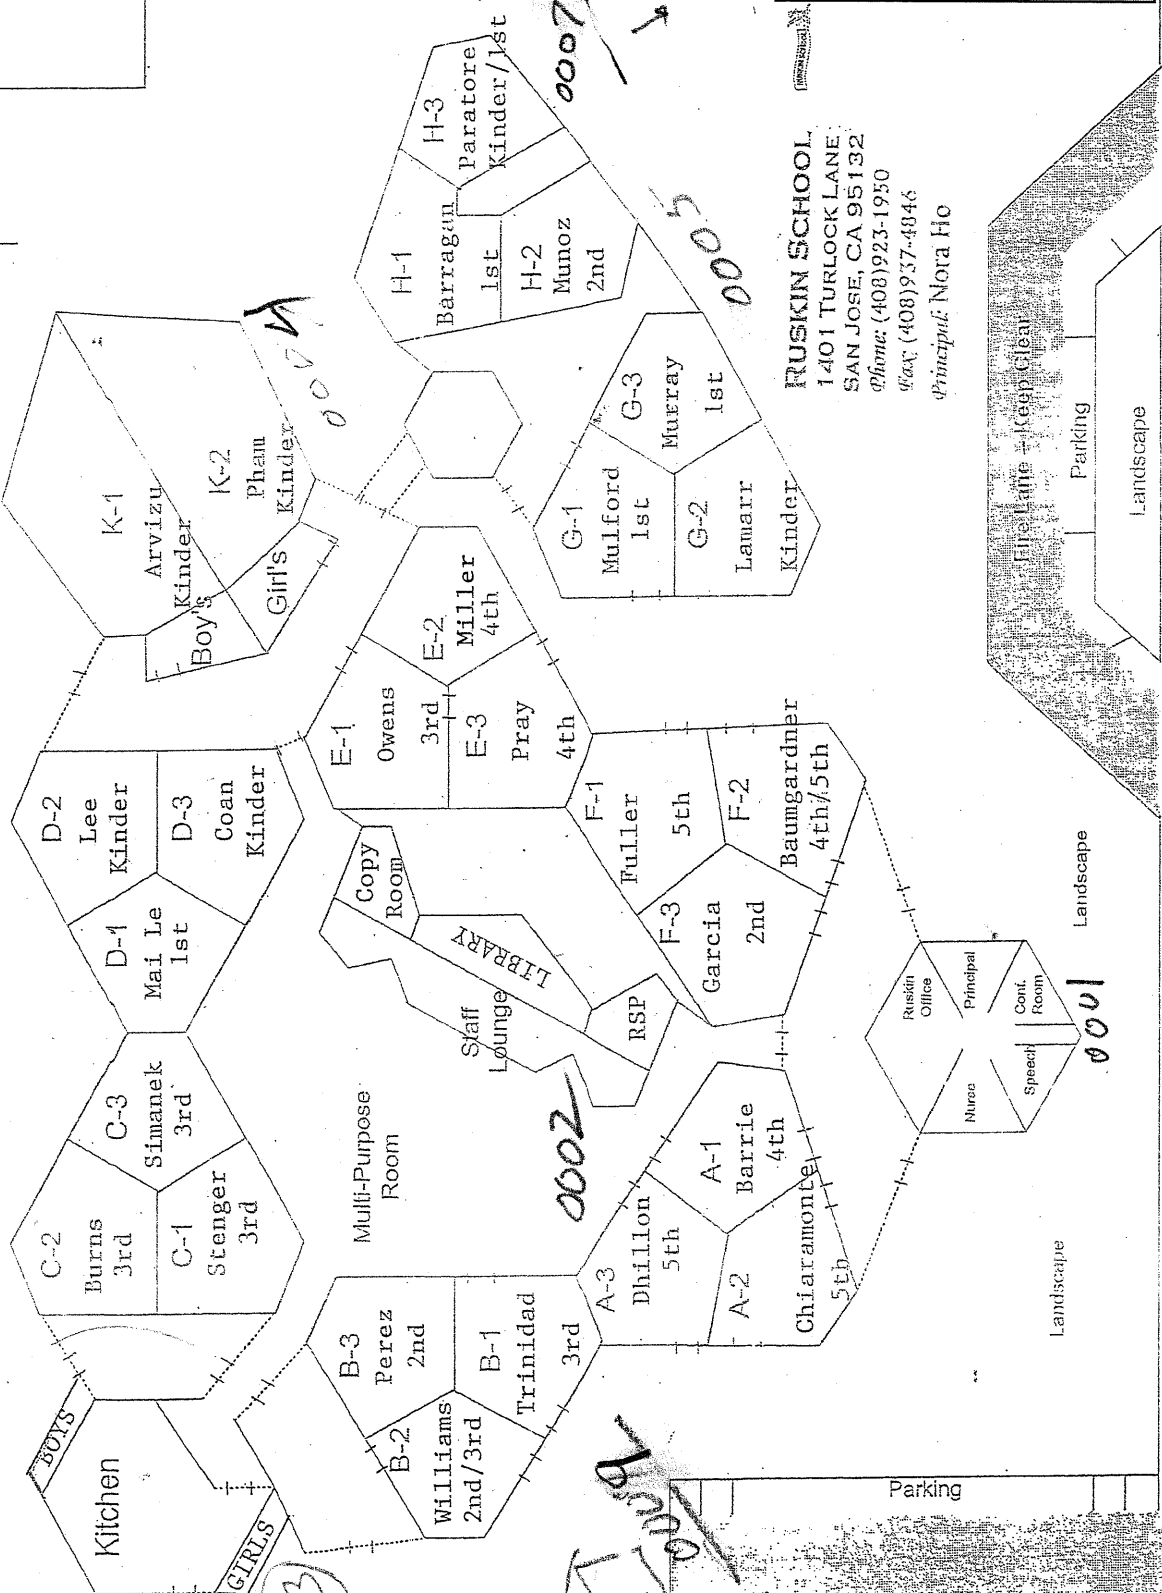 Kitchen
BOYS
GIRLS
C-2
Burns
3rd
C-1
Stenger
3rd
C-3
Simanek
3rd
D-1
Mai Le
1st
D-2
Lee
Kinder
D-3
Coan
Kinder
K-1
Arvizu
Kinder
K-2
Pham
Kinder
Boy's
Girl's
0004
B-3
Perez
2nd
B-2
Williams
2nd/3rd
B-1
Trinidad
3rd
Multi-Purpose
Room
Staff
Lounge
LIBRARY
Copy
Room
RSP
0002
E-1
Owens
3rd
E-2
Miller
4th
E-3
Pray
4th
H-1
Barragan
1st
H-2
Munoz
2nd
H-3
Paratore
Kinder/1st
0007
0005
G-1
Mulford
1st
G-2
Lamarr
Kinder
G-3
Murray
1st
A-3
Dhillon
5th
A-1
Barrie
4th
A-2
Chiaramonte
5th
F-1
Fuller
5th
F-2
Baumgardner
4th/5th
F-3
Garcia
2nd
Ruskin
Office
Principal
Conf.
Room
Speech
Nurse
0001
Landscape
Landscape
Parking
RUSKIN SCHOOL
1401 TURLOCK LANE
SAN JOSE, CA 95132
Phone: (408)923-1950
Fax: (408)937-4846
Principal: Nora Ho
Fire Lane - Keep Clear
Parking
Landscape
3